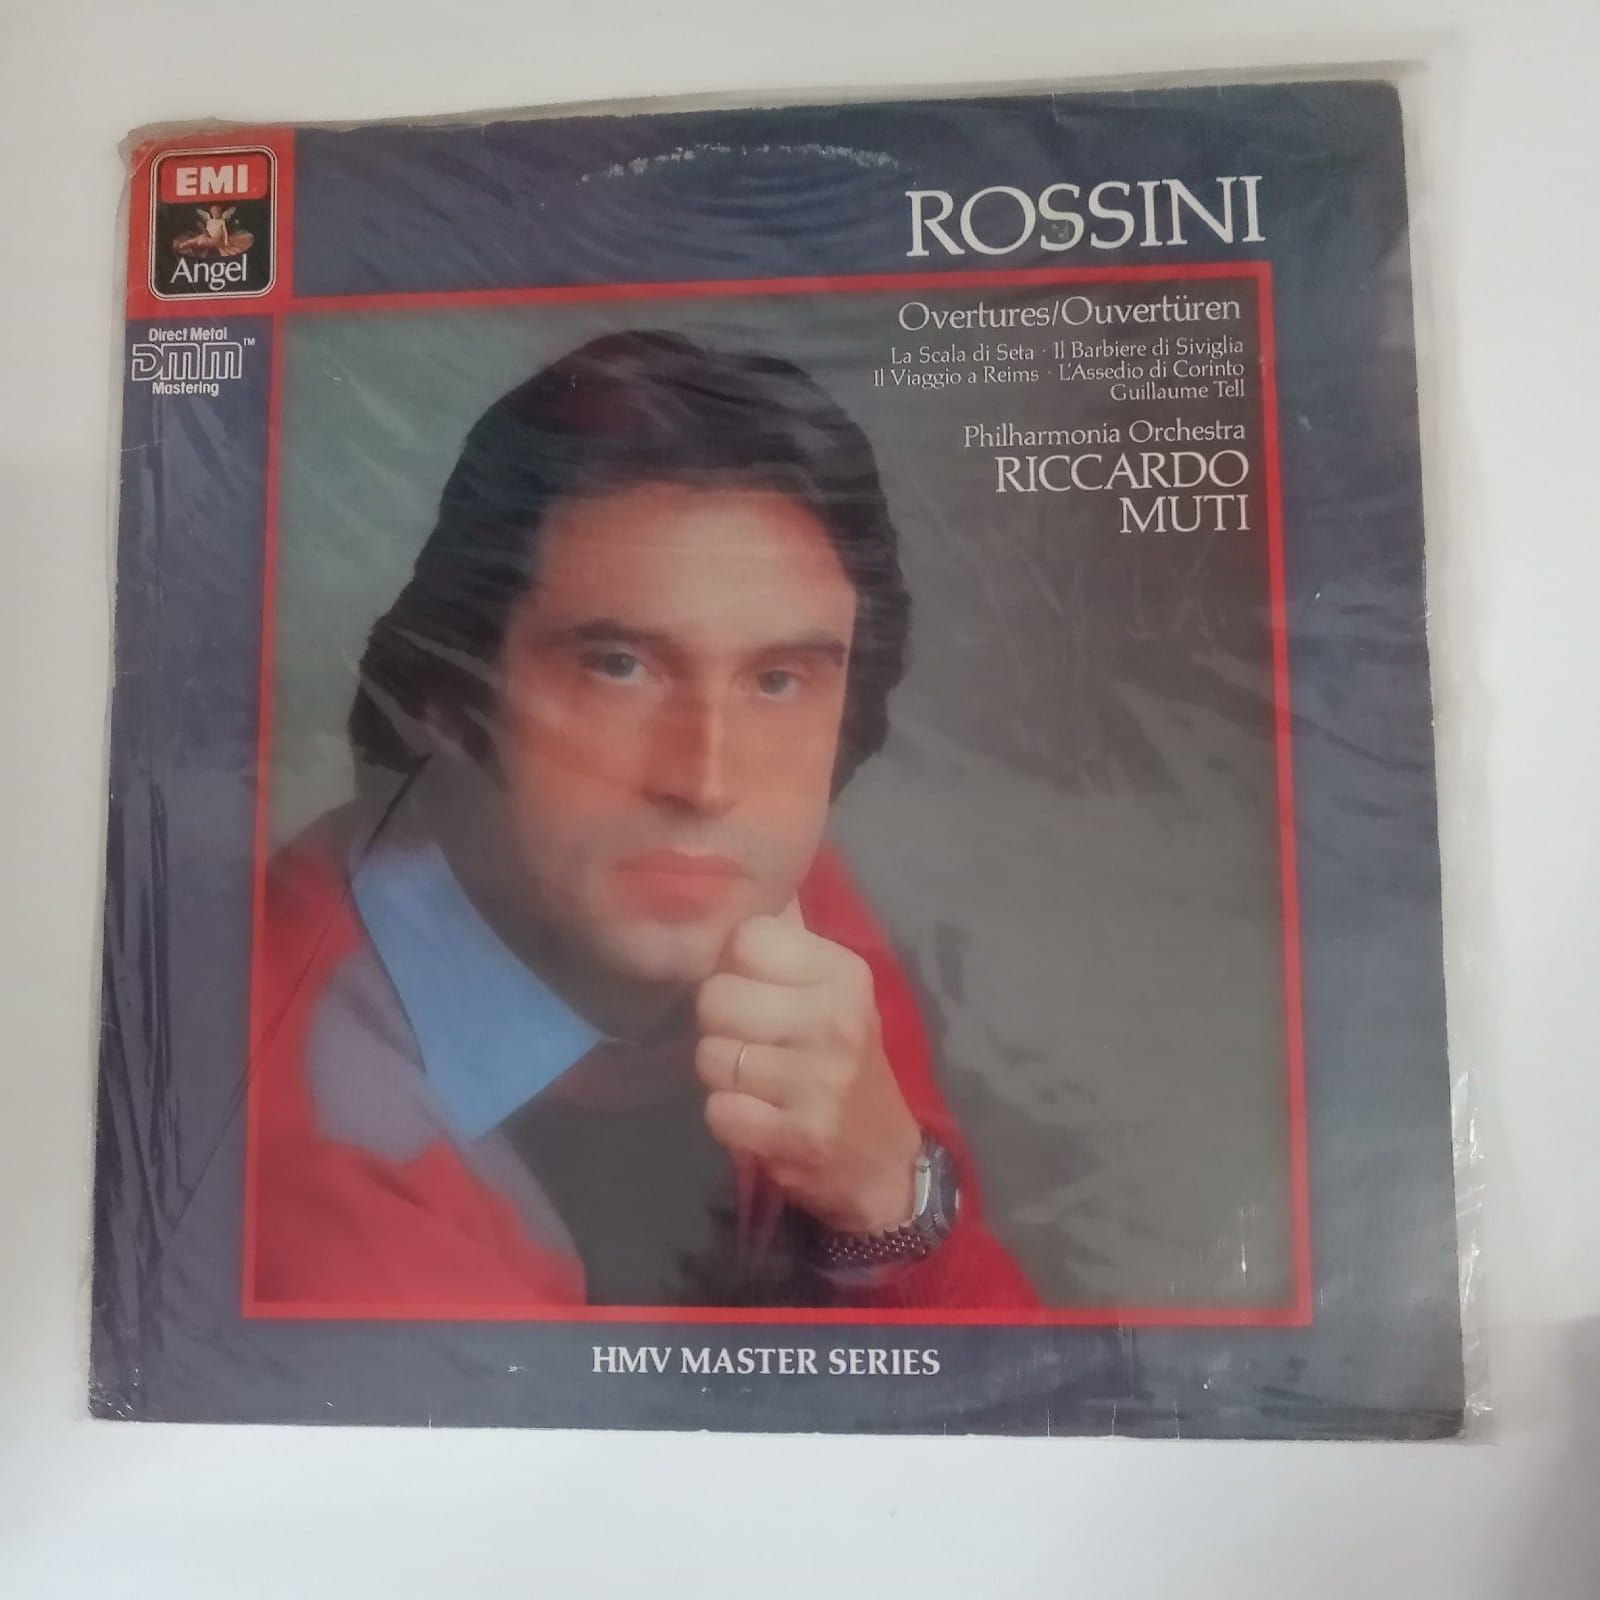 EMI
Angel
Direct Metal
DMM™
Mastering
ROSSINI
Overtures/Ouvertüren
La Scala di Seta · Il Barbiere di Siviglia
Il Viaggio a Reims · L'Assedio di Corinto
Guillaume Tell
Philharmonia Orchestra
RICCARDO
MUTI
HMV MASTER SERIES